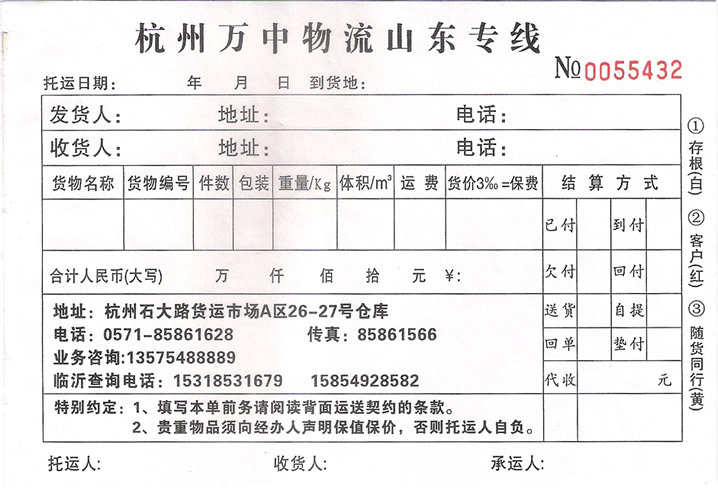 杭州万中物流山东专线
№0055432
托运日期： 年 月 日 到货地：
发货人： 地址： 电话：
收货人： 地址： 电话：
货物名称 货物编号 件数 包装 重量/Kg 体积/m³ 运费 货价3‰=保费 结算方式
已付 到付
合计人民币(大写) 万 仟 佰 拾 元 ¥: 欠付 回付
地址：杭州石大路货运市场A区26-27号仓库 送货 自提
电话：0571-85861628 传真：85861566
业务咨询:13575488889 回单 垫付
临沂查询电话：15318531679 15854928582 代收 元
特别约定：1、填写本单前务请阅读背面运送契约的条款。
2、贵重物品须向经办人声明保值保价，否则托运人自负。
托运人: 收货人: 承运人:
①存根(白) ②客户(红) ③随货同行(黄)